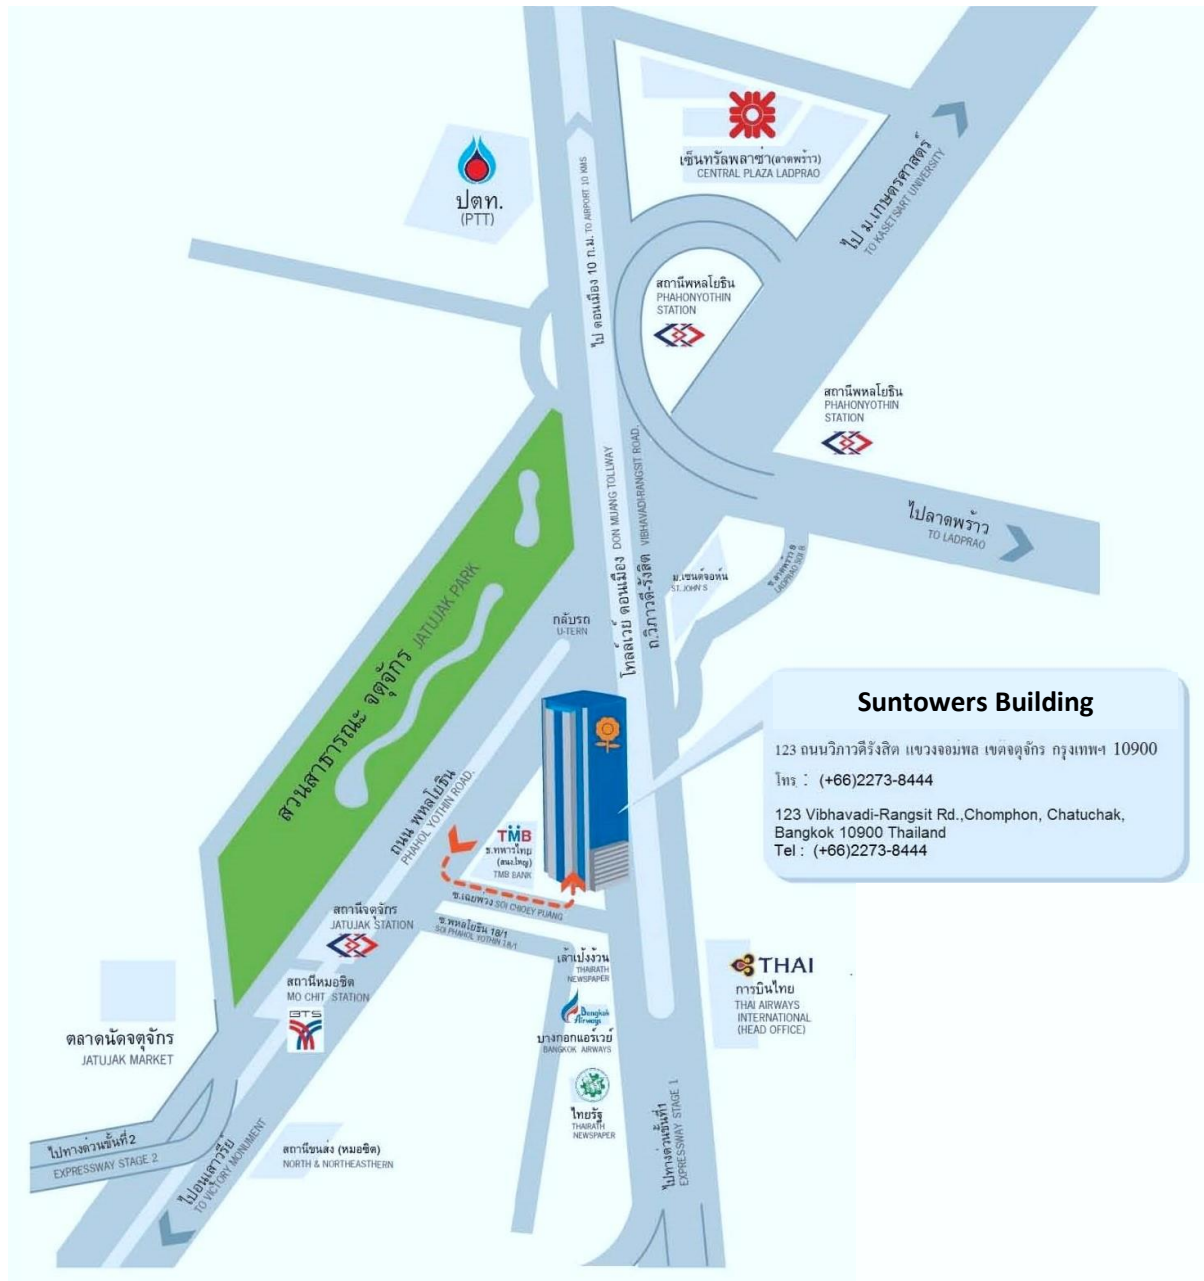 เซ็นทรัลพลาซ่า(ลาดพร้าว)
CENTRAL PLAZA LADPRAO
ปตท.
(PTT)
ไป ดอนเมือง 10 ก.ม. TO AIRPORT 10 KMS
ไป ม.เกษตรศาสตร์
TO KASETSART UNIVERSITY
สถานีพหลโยธิน
PHAHONYOTHIN
STATION
สถานีพหลโยธิน
PHAHONYOTHIN
STATION
ไปลาดพร้าว
TO LADPRAO
โทลล์เวย์ ดอนเมือง DON MUANG TOLLWAY
ถ.วิภาวดี-รังสิต VIBHAVADI-RANGSIT ROAD.
ม.เซนต์จอห์น
ST. JOHN'S
ซ.ลาดพร้าว 8
LADPRAO SOI 8
กลับรถ
U-TERN
สวนสาธารณะ จตุจักร JATUJAK PARK
Suntowers Building
123 ถนนวิภาวดีรังสิต แขวงจอมพล เขตจตุจักร กรุงเทพฯ 10900
โทร : (+66)2273-8444
123 Vibhavadi-Rangsit Rd.,Chomphon, Chatuchak,
Bangkok 10900 Thailand
Tel : (+66)2273-8444
ถนน พหลโยธิน
PHAHOL YOTHIN ROAD.
TMB
ธ.ทหารไทย
(สนง.ใหญ่)
TMB BANK
ซ.เฉยพ่วง SOI CHOEY PUANG
ซ.พหลโยธิน 18/1
SOI PHAHOL YOTHIN 18/1
สถานีจตุจักร
JATUJAK STATION
สถานีหมอชิต
MO CHIT STATION
BTS
ตลาดนัดจตุจักร
JATUJAK MARKET
เล้าเป้งง้วน
THAIRATH
NEWSPAPER
Bangkok
Airways
บางกอกแอร์เวย์
BANGKOK AIRWAYS
ไทยรัฐ
THAIRATH
NEWSPAPER
THAI
การบินไทย
THAI AIRWAYS
INTERNATIONAL
(HEAD OFFICE)
ไปทางด่วนขั้นที่1
EXPRESSWAY STAGE 1
ไปทางด่วนขั้นที่2
EXPRESSWAY STAGE 2
ไปอนุเสาวรีย์
TO VICTORY MONUMENT
สถานีขนส่ง (หมอชิต)
NORTH & NORTHEASTHERN